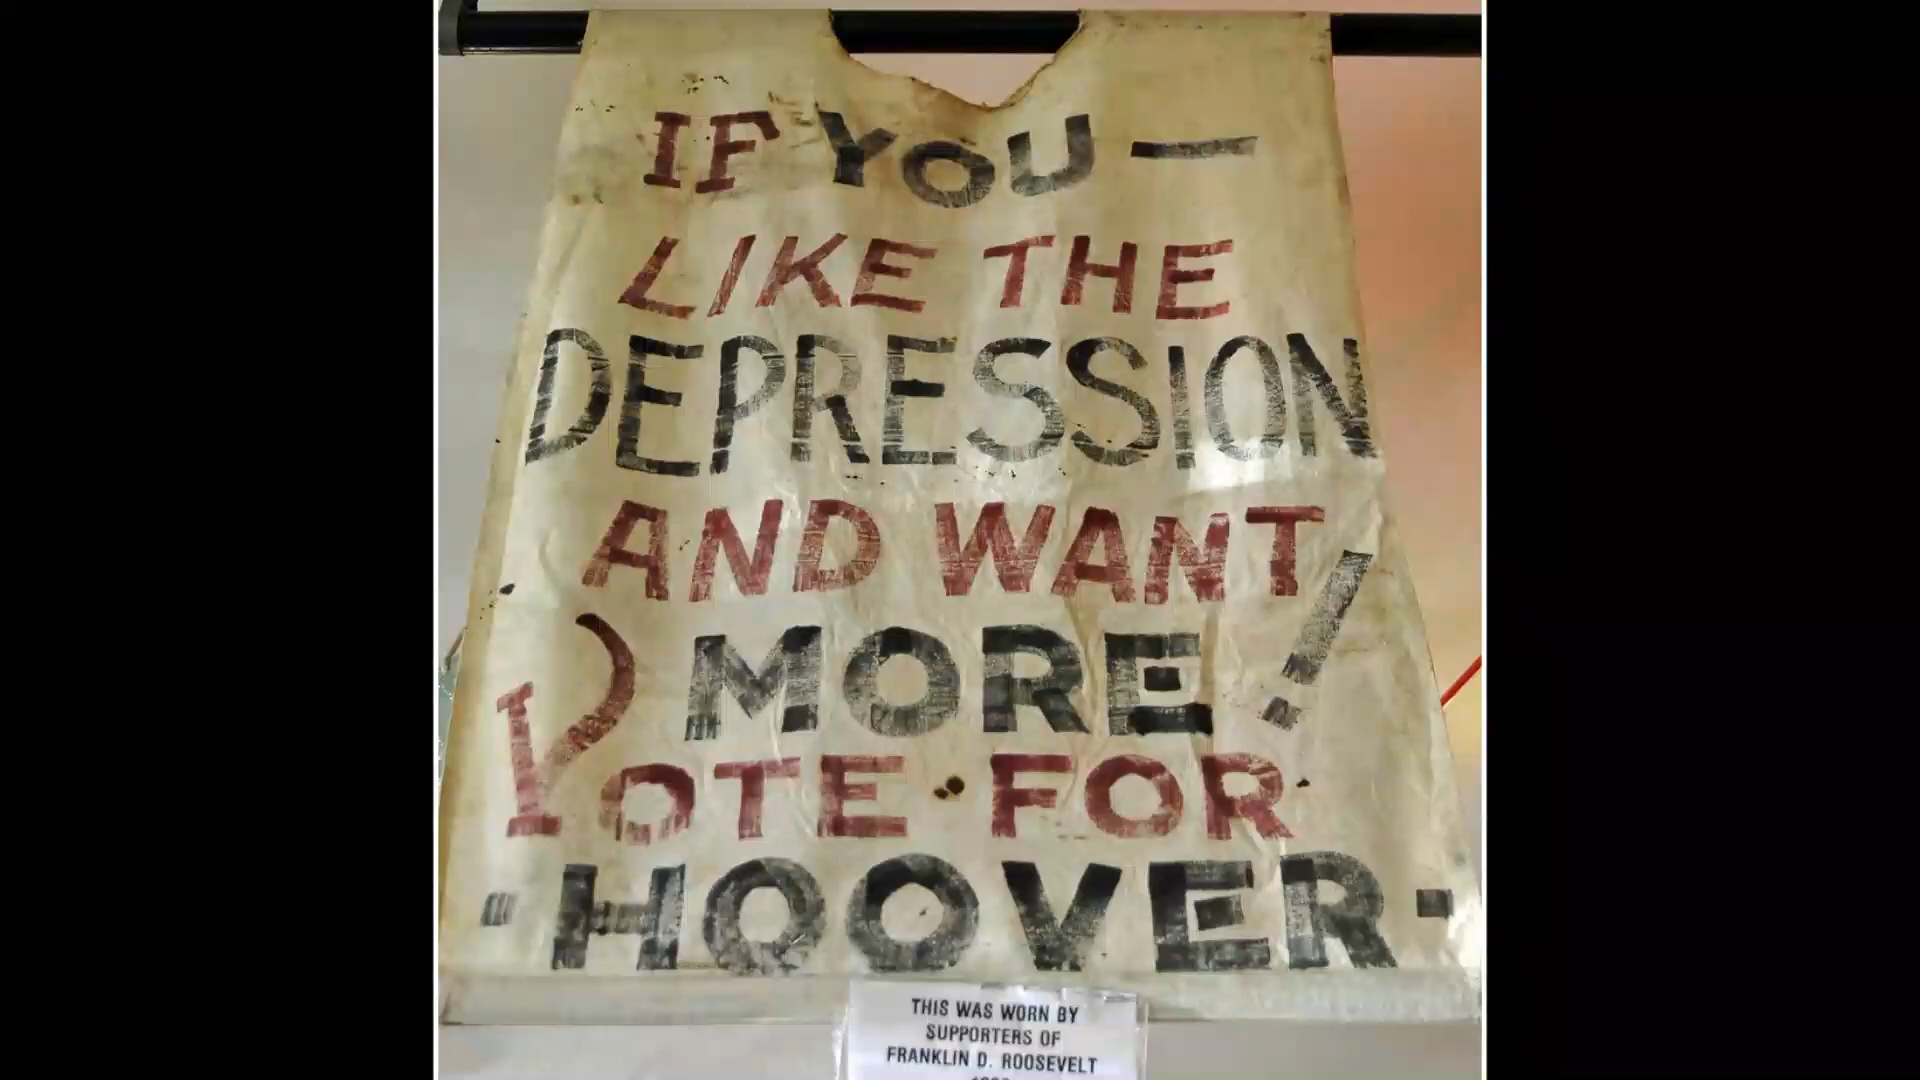 IF YOU —
LIKE THE
DEPRESSION
AND WANT
MORE!
VOTE • FOR
-HOOVER-
THIS WAS WORN BY
SUPPORTERS OF
FRANKLIN D. ROOSEVELT